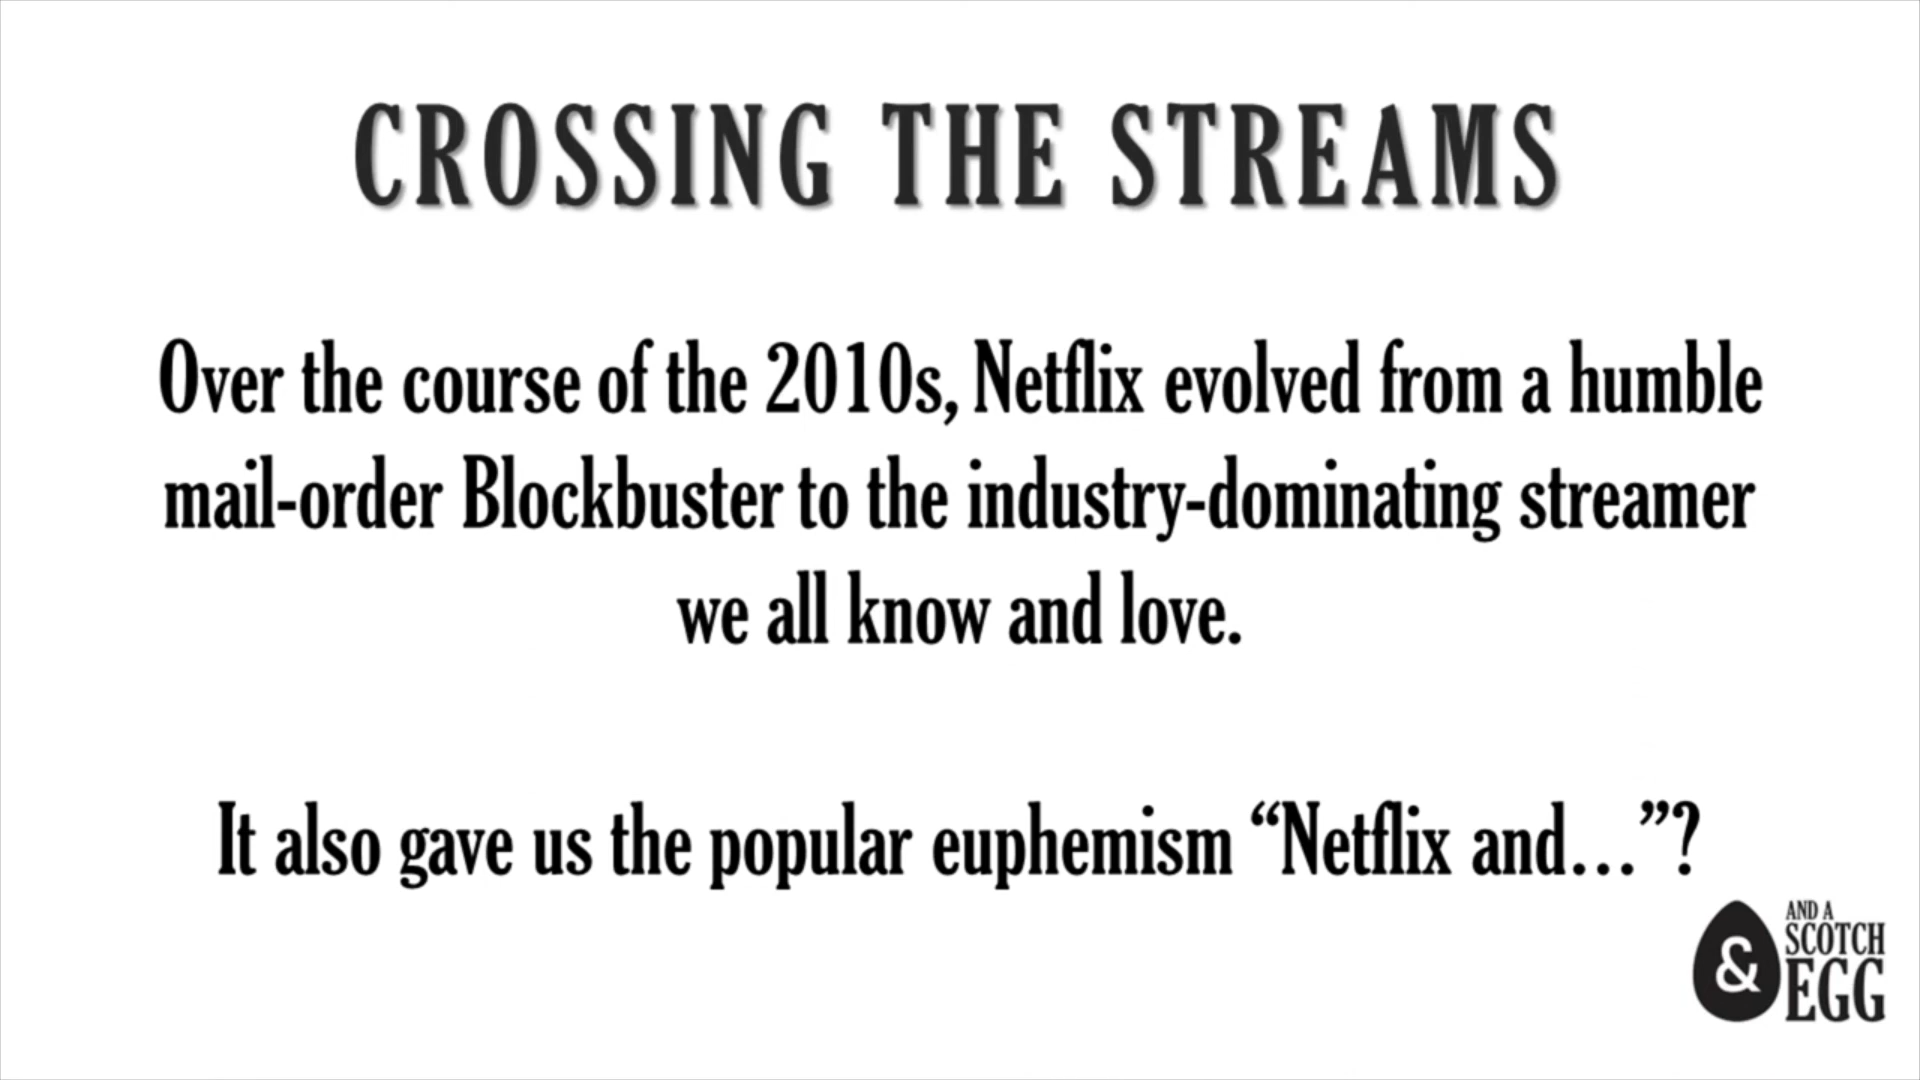 CROSSING THE STREAMS
Over the course of the 2010s, Netflix evolved from a humble
mail-order Blockbuster to the industry-dominating streamer
we all know and love.
It also gave us the popular euphemism “Netflix and…”?
&
AND A
SCOTCH
EGG